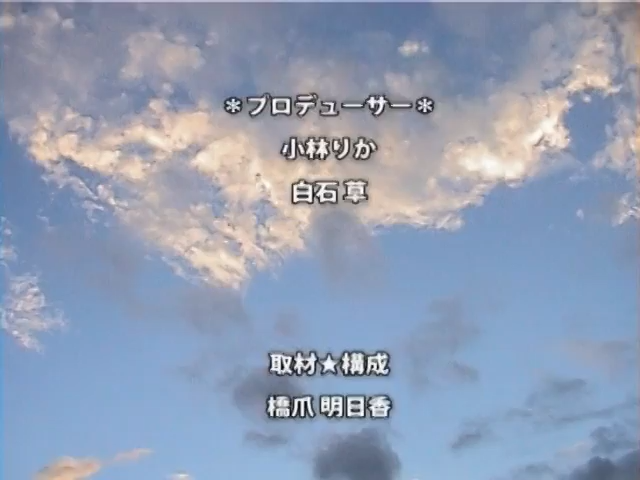 ＊プロデューサー＊
小林りか
白石 草
取材★構成
橋爪 明日香